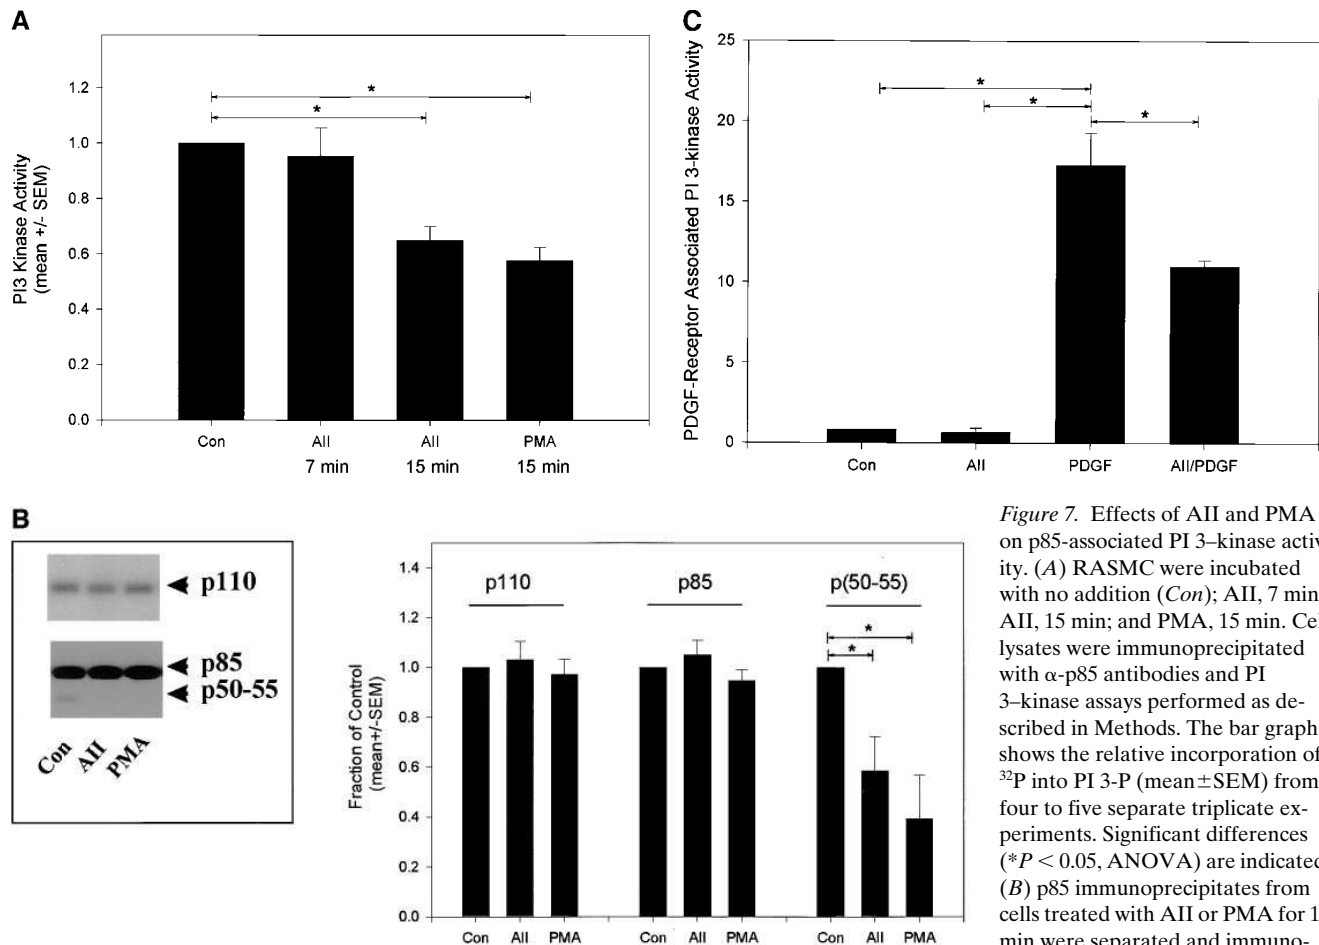 A
PI3 Kinase Activity
(mean +/- SEM)
1.2
1.0
0.8
0.6
0.4
0.2
0.0
*
*
Con
AII
7 min
AII
15 min
PMA
15 min
C
PDGF-Receptor Associated PI 3-kinase Activity
25
20
15
10
5
0
*
*
*
Con
AII
PDGF
AII/PDGF
B
p110
p85
p50-55
Con
AII
PMA
Fraction of Control
(mean+/-SEM)
1.4
1.2
1.0
0.8
0.6
0.4
0.2
0.0
p110
p85
p(50-55)
*
*
Con AII PMA
Con AII PMA
Con AII PMA
Figure 7. Effects of AII and PMA
on p85-associated PI 3–kinase activ
ity. (A) RASMC were incubated
with no addition (Con); AII, 7 min
AII, 15 min; and PMA, 15 min. Cel
lysates were immunoprecipitated
with α-p85 antibodies and PI
3–kinase assays performed as de-
scribed in Methods. The bar graph
shows the relative incorporation of
32P into PI 3-P (mean±SEM) from
four to five separate triplicate ex-
periments. Significant differences
(*P < 0.05, ANOVA) are indicated
(B) p85 immunoprecipitates from
cells treated with AII or PMA for 1
min were separated and immuno-